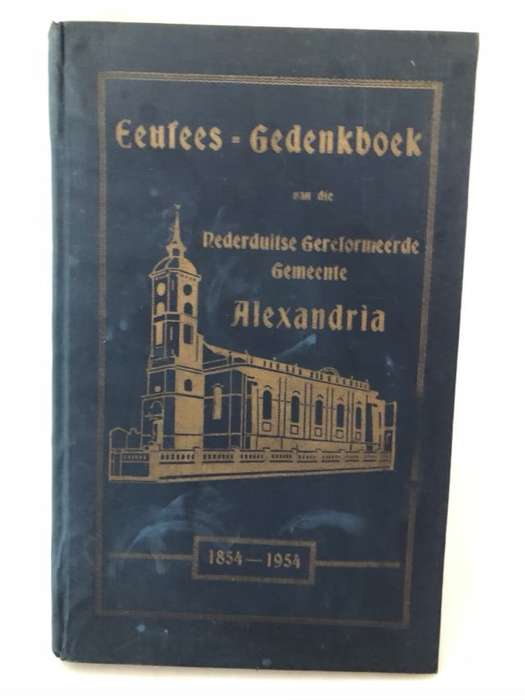 Eeufees = Gedenkboek
van die
Nederduitse Gereformeerde
Gemeente
Alexandria
1854 — 1954